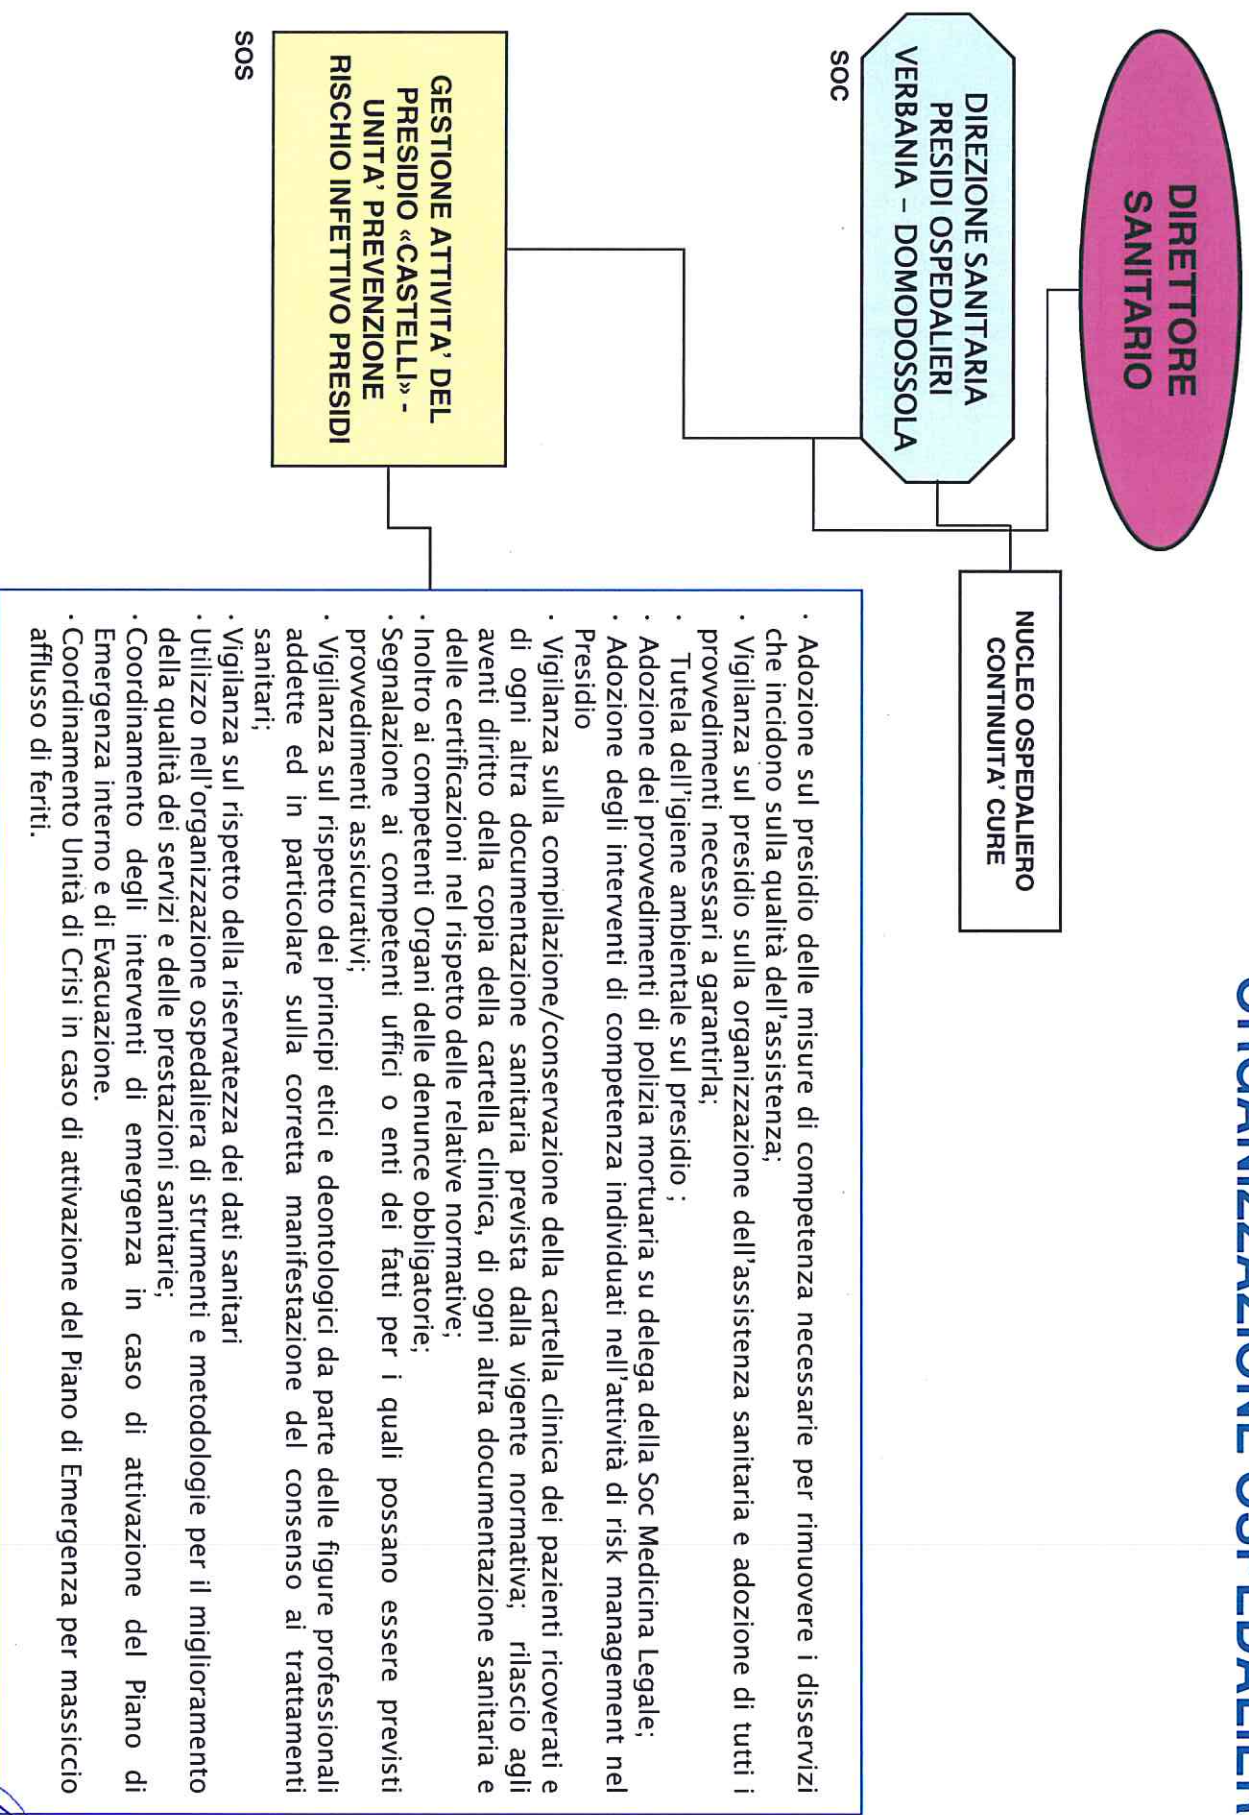 ORGANIZZAZIONE OSPEDALIER
DIRETTORE
SANITARIO
DIREZIONE SANITARIA
PRESIDI OSPEDALIERI
VERBANIA – DOMODOSSOLA
SOC
NUCLEO OSPEDALIERO
CONTINUITA' CURE
GESTIONE ATTIVITA' DEL
PRESIDIO «CASTELLI» -
UNITA' PREVENZIONE
RISCHIO INFETTIVO PRESIDI
SOS
· Adozione sul presidio delle misure di competenza necessarie per rimuovere i disservizi
che incidono sulla qualità dell'assistenza;
· Vigilanza sul presidio sulla organizzazione dell'assistenza sanitaria e adozione di tutti i
provvedimenti necessari a garantirla;
· Tutela dell'igiene ambientale sul presidio ;
· Adozione dei provvedimenti di polizia mortuaria su delega della Soc Medicina Legale;
· Adozione degli interventi di competenza individuati nell'attività di risk management nel
Presidio
· Vigilanza sulla compilazione/conservazione della cartella clinica dei pazienti ricoverati e
di ogni altra documentazione sanitaria prevista dalla vigente normativa; rilascio agli
aventi diritto della copia della cartella clinica, di ogni altra documentazione sanitaria e
delle certificazioni nel rispetto delle relative normative;
· Inoltro ai competenti Organi delle denunce obbligatorie;
· Segnalazione ai competenti uffici o enti dei fatti per i quali possano essere previsti
provvedimenti assicurativi;
· Vigilanza sul rispetto dei principi etici e deontologici da parte delle figure professionali
addette ed in particolare sulla corretta manifestazione del consenso ai trattamenti
sanitari;
· Vigilanza sul rispetto della riservatezza dei dati sanitari
· Utilizzo nell'organizzazione ospedaliera di strumenti e metodologie per il miglioramento
della qualità dei servizi e delle prestazioni sanitarie;
· Coordinamento degli interventi di emergenza in caso di attivazione del Piano di
Emergenza interno e di Evacuazione.
· Coordinamento Unità di Crisi in caso di attivazione del Piano di Emergenza per massiccio
afflusso di feriti.